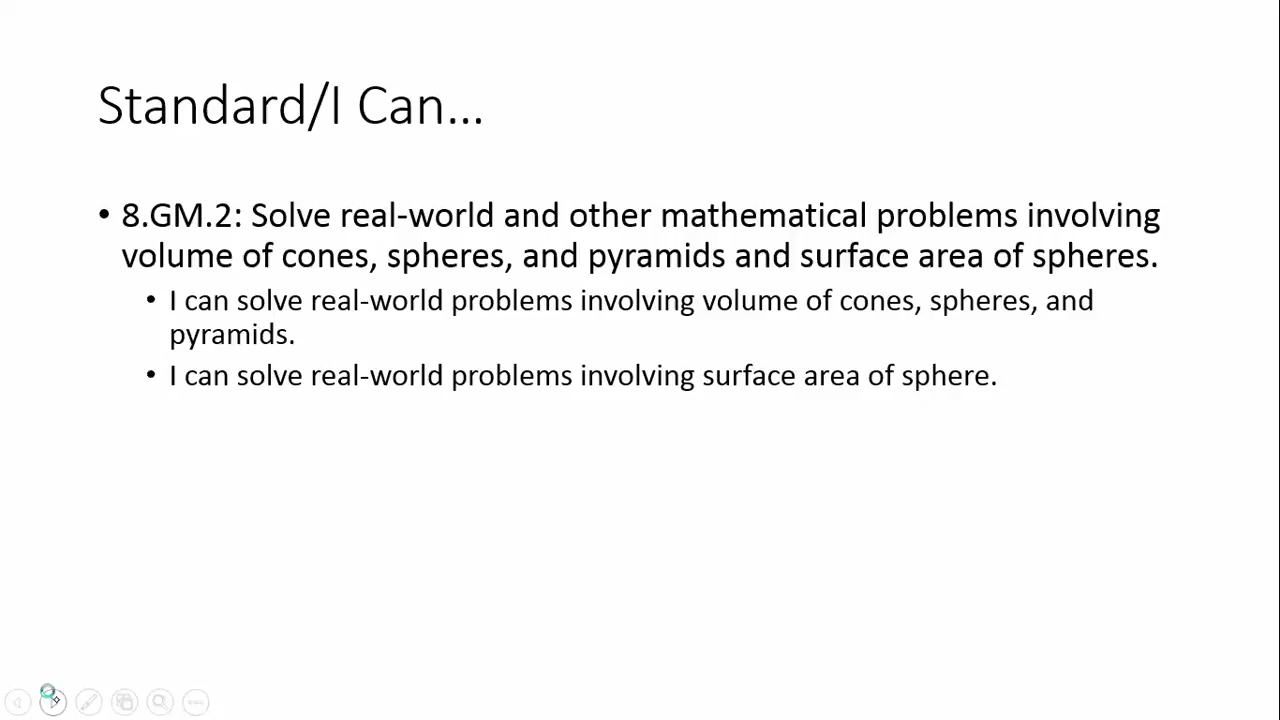 Standard/I Can...
• 8.GM.2: Solve real-world and other mathematical problems involving
volume of cones, spheres, and pyramids and surface area of spheres.
• I can solve real-world problems involving volume of cones, spheres, and
pyramids.
• I can solve real-world problems involving surface area of sphere.